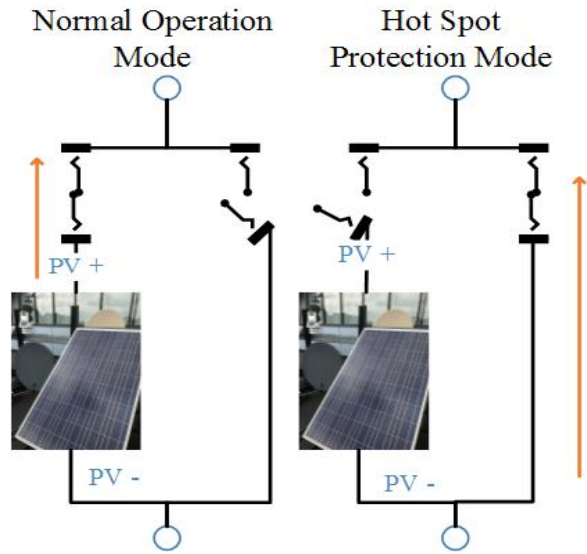 Normal Operation
Mode
Hot Spot
Protection Mode
PV +
PV +
PV -
PV -